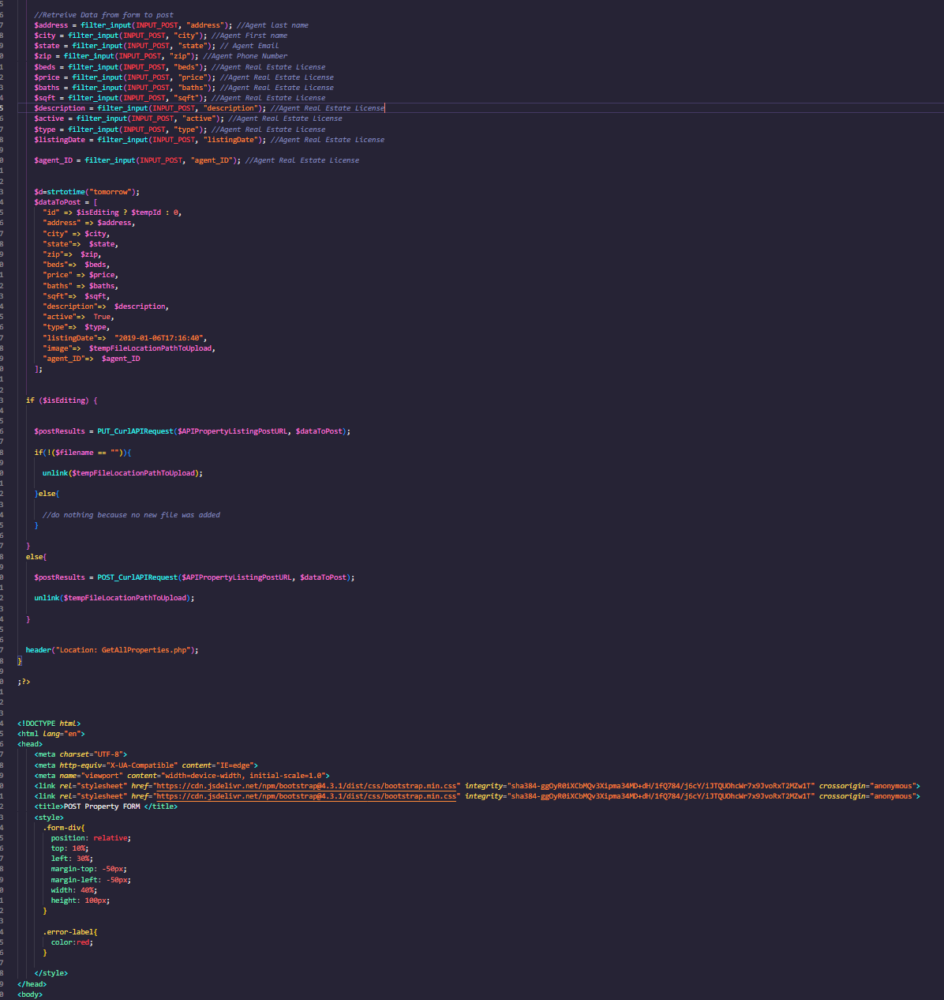 //Retreive Data from form to post
$address = filter_input(INPUT_POST, "address"); //Agent last name
$city = filter_input(INPUT_POST, "city"); //Agent First name
$state = filter_input(INPUT_POST, "state"); // Agent Email
$zip = filter_input(INPUT_POST, "zip"); //Agent Phone Number
$beds = filter_input(INPUT_POST, "beds"); //Agent Real Estate License
$price = filter_input(INPUT_POST, "price"); //Agent Real Estate License
$baths = filter_input(INPUT_POST, "baths"); //Agent Real Estate License
$sqft = filter_input(INPUT_POST, "sqft"); //Agent Real Estate License
$description = filter_input(INPUT_POST, "description"); //Agent Real Estate License
$active = filter_input(INPUT_POST, "active"); //Agent Real Estate License
$type = filter_input(INPUT_POST, "type"); //Agent Real Estate License
$listingDate = filter_input(INPUT_POST, "listingDate"); //Agent Real Estate License
$agent_ID = filter_input(INPUT_POST, "agent_ID"); //Agent Real Estate License
$d=strtotime("tomorrow");
$dataToPost = [
"id" => $isEditing ? $tempId : 0,
"address" => $address,
"city" => $city,
"state"=>  $state,
"zip"=>  $zip,
"beds"=>  $beds,
"price" => $price,
"baths" => $baths,
"sqft"=>  $sqft,
"description"=>  $description,
"active"=>  True,
"type"=>  $type,
"listingDate"=>  "2019-01-06T17:16:40",
"image"=>  $tempFileLocationPathToUpload,
"agent_ID"=>  $agent_ID
];
if ($isEditing) {
$postResults = PUT_CurlAPIRequest($APIPropertyListingPostURL, $dataToPost);
if(!($filename == "")){
unlink($tempFileLocationPathToUpload);
}else{
//do nothing because no new file was added
}
}
else{
$postResults = POST_CurlAPIRequest($APIPropertyListingPostURL, $dataToPost);
unlink($tempFileLocationPathToUpload);
}
header("Location: GetAllProperties.php");
}
;?>
<!DOCTYPE html>
<html lang="en">
<head>
<meta charset="UTF-8">
<meta http-equiv="X-UA-Compatible" content="IE=edge">
<meta name="viewport" content="width=device-width, initial-scale=1.0">
<link rel="stylesheet" href="https://cdn.jsdelivr.net/npm/bootstrap@4.3.1/dist/css/bootstrap.min.css" integrity="sha384-ggOyR0iXCbMQv3Xipma34MD+dH/1fQ784/j6cY/iJTQUOhcWr7x9JvoRxT2MZw1T" crossorigin="anonymous">
<link rel="stylesheet" href="https://cdn.jsdelivr.net/npm/bootstrap@4.3.1/dist/css/bootstrap.min.css" integrity="sha384-ggOyR0iXCbMQv3Xipma34MD+dH/1fQ784/j6cY/iJTQUOhcWr7x9JvoRxT2MZw1T" crossorigin="anonymous">
<title>POST Property FORM </title>
<style>
.form-div{
position: relative;
top: 10%;
left: 30%;
margin-top: -50px;
margin-left: -50px;
width: 40%;
height: 100px;
}
.error-label{
color:red;
}
</style>
</head>
<body>